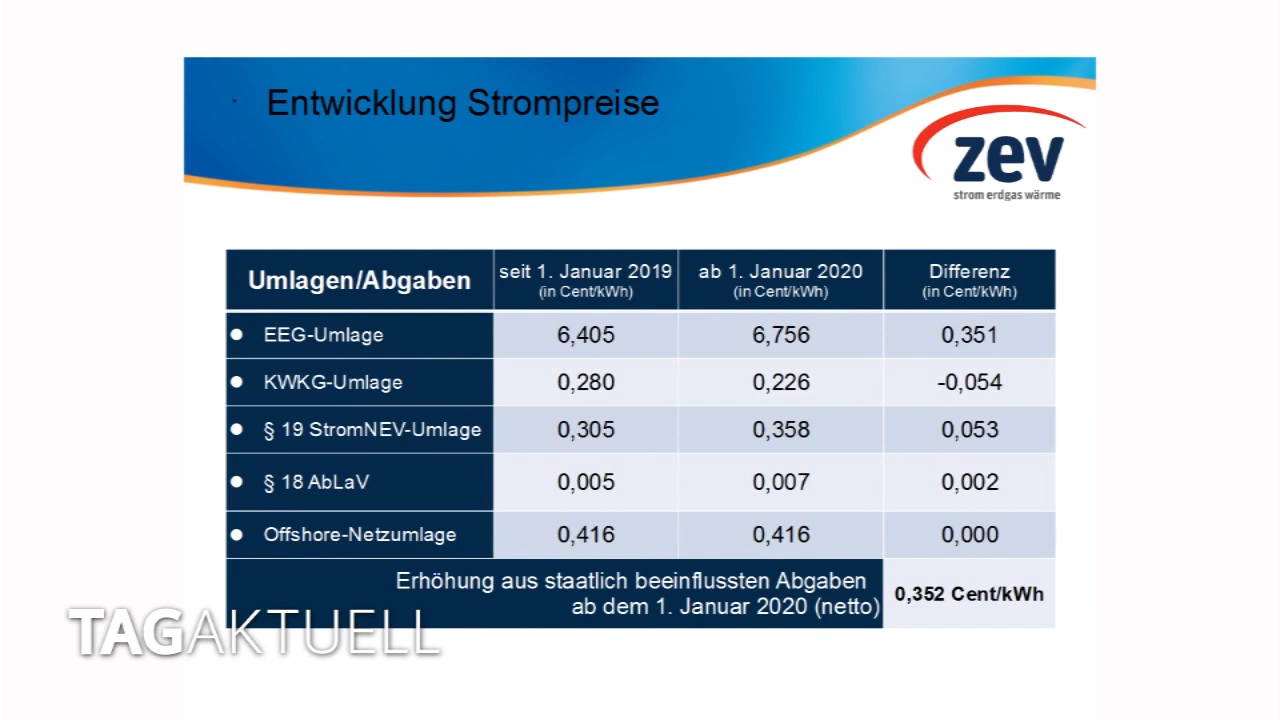 · Entwicklung Strompreise
zev
strom erdgas wärme
Umlagen/Abgaben seit 1. Januar 2019 ab 1. Januar 2020 Differenz
(in Cent/kWh) (in Cent/kWh) (in Cent/kWh)
● EEG-Umlage 6,405 6,756 0,351
● KWKG-Umlage 0,280 0,226 -0,054
● § 19 StromNEV-Umlage 0,305 0,358 0,053
● § 18 AbLaV 0,005 0,007 0,002
● Offshore-Netzumlage 0,416 0,416 0,000
Erhöhung aus staatlich beeinflussten Abgaben
ab dem 1. Januar 2020 (netto) 0,352 Cent/kWh
TAGAKTUELL